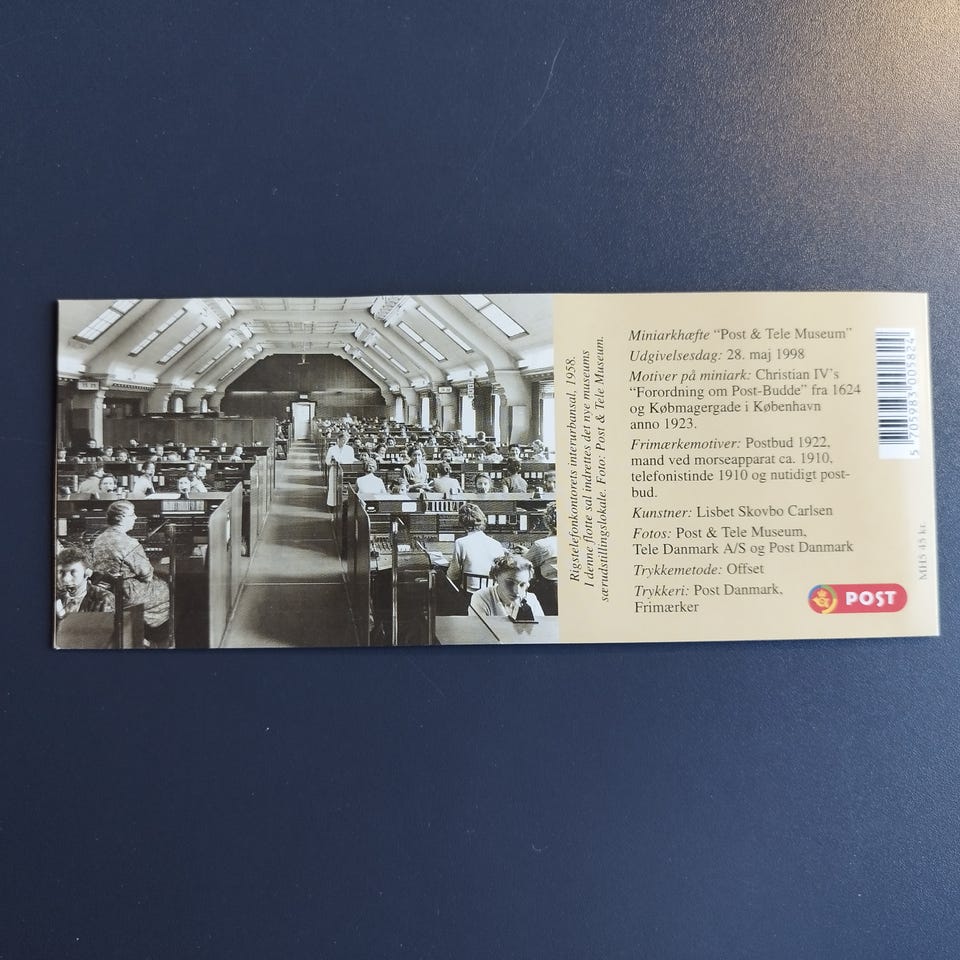 Rigstelefonkontorets interurbansal, 1958.
I denne flotte sal indrettes det nye museums
særudstillingslokale. Foto: Post & Tele Museum.
Miniarkhæfte "Post & Tele Museum"
Udgivelsesdag: 28. maj 1998
Motiver på miniark: Christian IV's
"Forordning om Post-Budde" fra 1624
og Købmagergade i København
anno 1923.
Frimærkemotiver: Postbud 1922,
mand ved morseapparat ca. 1910,
telefonistinde 1910 og nutidigt post-
bud.
Kunstner: Lisbet Skovbo Carlsen
Fotos: Post & Tele Museum,
Tele Danmark A/S og Post Danmark
Trykkemetode: Offset
Trykkeri: Post Danmark,
Frimærker
POST
5 705983 005824
MH5 45 kr.